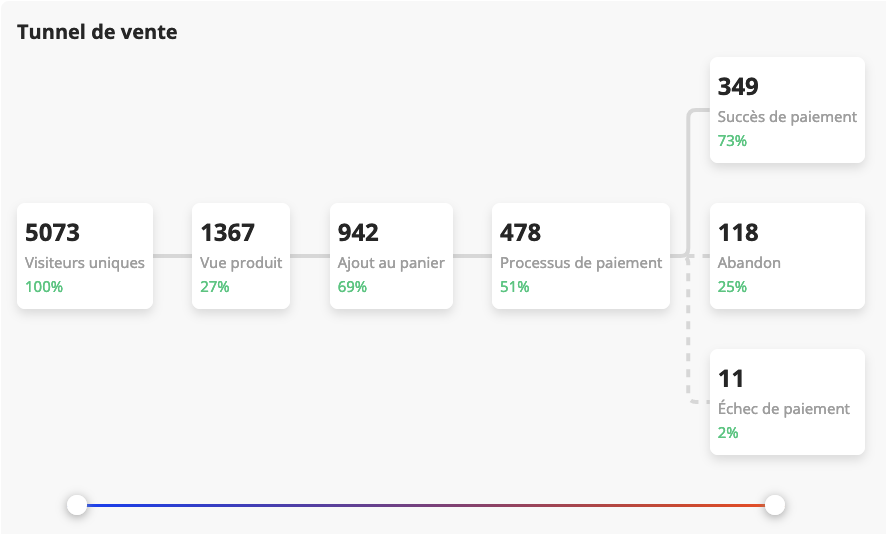 Tunnel de vente
5073
Visiteurs uniques
100%
1367
Vue produit
27%
942
Ajout au panier
69%
478
Processus de paiement
51%
349
Succès de paiement
73%
118
Abandon
25%
11
Échec de paiement
2%